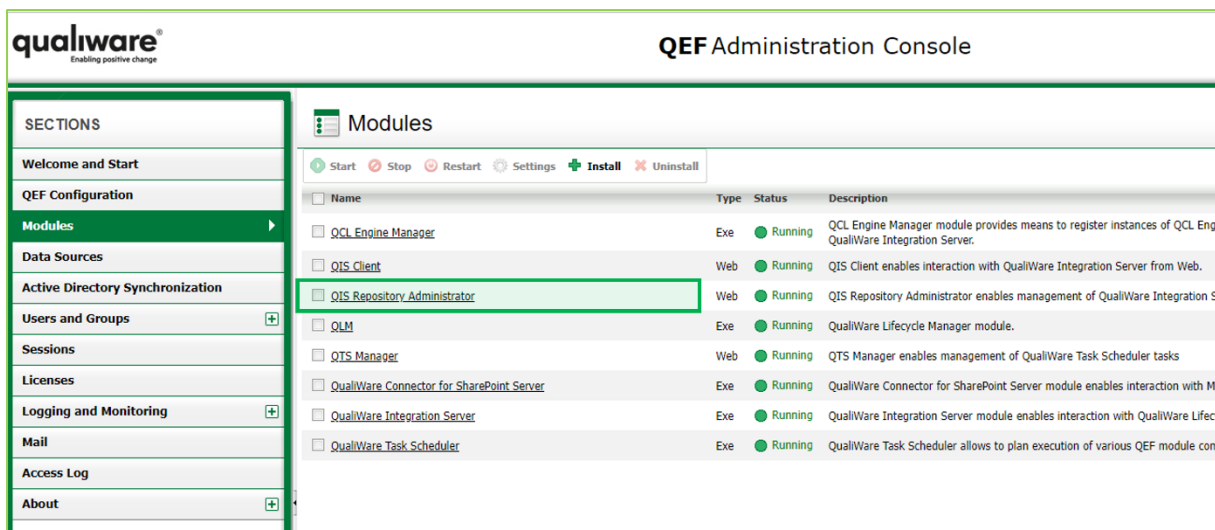 qualiware®
Enabling positive change
QEF Administration Console
SECTIONS
Welcome and Start
QEF Configuration
Modules
Data Sources
Active Directory Synchronization
Users and Groups
Sessions
Licenses
Logging and Monitoring
Mail
Access Log
About
Modules
Start Stop Restart Settings Install Uninstall
Name Type Status Description
QCL Engine Manager Exe Running QCL Engine Manager module provides means to register instances of QCL Eng
QualiWare Integration Server.
QIS Client Web Running QIS Client enables interaction with QualiWare Integration Server from Web.
QIS Repository Administrator Web Running QIS Repository Administrator enables management of QualiWare Integration S
QLM Exe Running QualiWare Lifecycle Manager module.
QTS Manager Web Running QTS Manager enables management of QualiWare Task Scheduler tasks
QualiWare Connector for SharePoint Server Exe Running QualiWare Connector for SharePoint Server module enables interaction with M
QualiWare Integration Server Exe Running QualiWare Integration Server module enables interaction with QualiWare Lifec
QualiWare Task Scheduler Exe Running QualiWare Task Scheduler allows to plan execution of various QEF module con